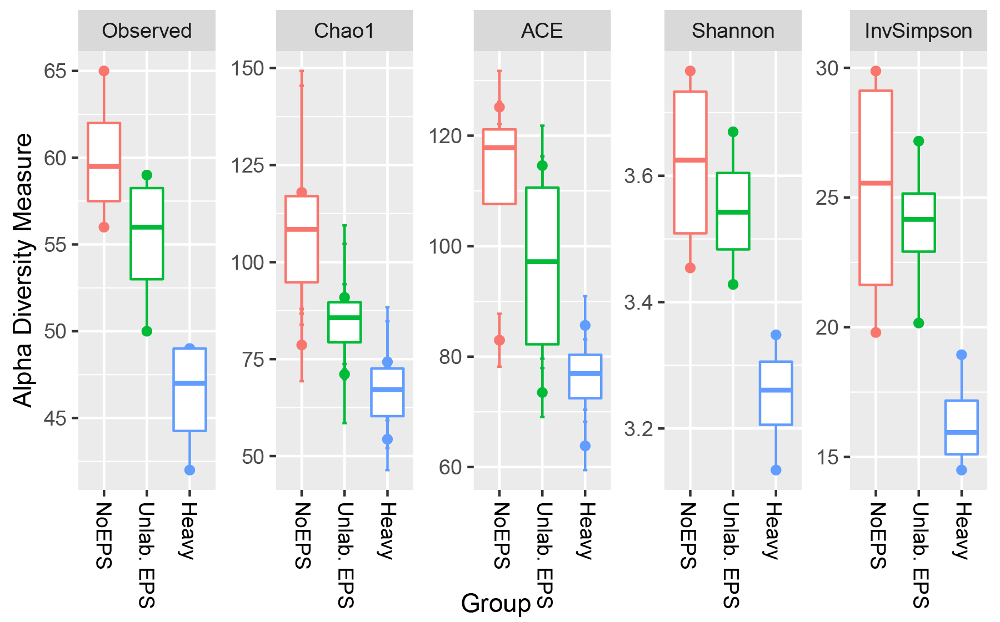 Observed
Chao1
ACE
Shannon
InvSimpson
Alpha Diversity Measure
65
60
55
50
45
150
125
100
75
50
120
100
80
60
3.6
3.4
3.2
30
25
20
15
NoEPS
Unlab. EPS
Heavy
NoEPS
Unlab. EPS
Heavy
NoEPS
Unlab. EPS
Heavy
NoEPS
Unlab. EPS
Heavy
NoEPS
Unlab. EPS
Heavy
Group